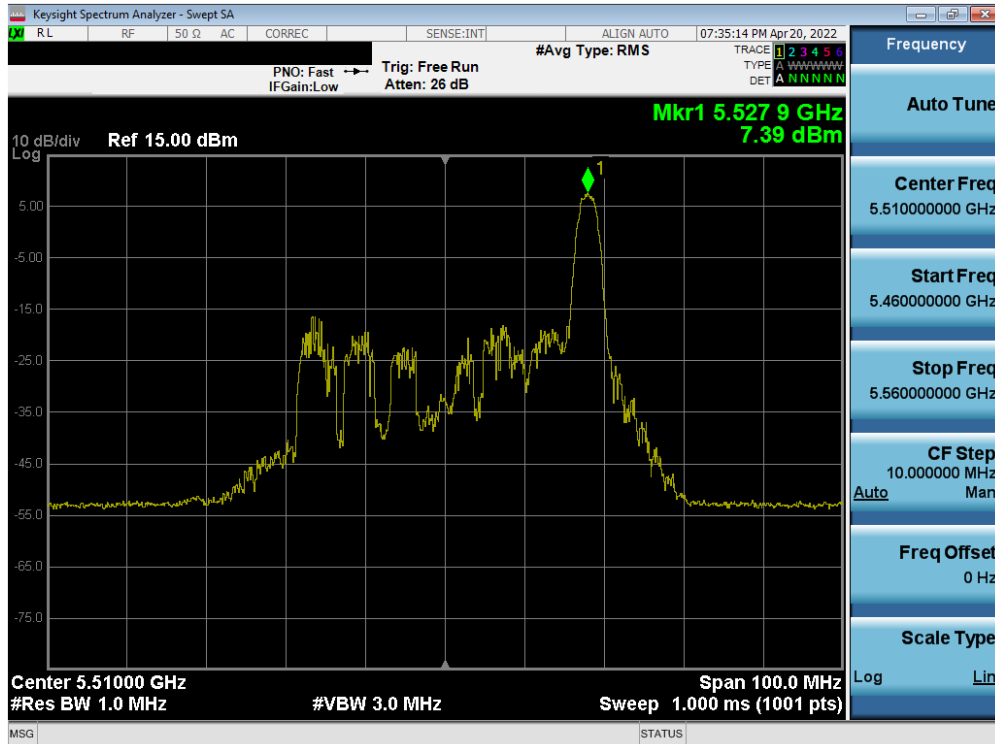 Keysight Spectrum Analyzer - Swept SA
LXI RL RF 50 Ω AC CORREC SENSE:INT ALIGN AUTO 07:35:14 PM Apr 20, 2022
#Avg Type: RMS
TRACE 1 2 3 4 5 6
PNO: Fast Trig: Free Run
TYPE A WWWWW
IFGain:Low Atten: 26 dB
DET A N N N N N
Frequency
Mkr1 5.527 9 GHz
7.39 dBm
10 dB/div Ref 15.00 dBm
Log
1
5.00
-5.00
-15.0
-25.0
-35.0
-45.0
-55.0
-65.0
-75.0
Center 5.51000 GHz Span 100.0 MHz
#Res BW 1.0 MHz #VBW 3.0 MHz Sweep 1.000 ms (1001 pts)
Auto Tune
Center Freq
5.510000000 GHz
Start Freq
5.460000000 GHz
Stop Freq
5.560000000 GHz
CF Step
10.000000 MHz
Auto Man
Freq Offset
0 Hz
Scale Type
Log Lin
MSG STATUS